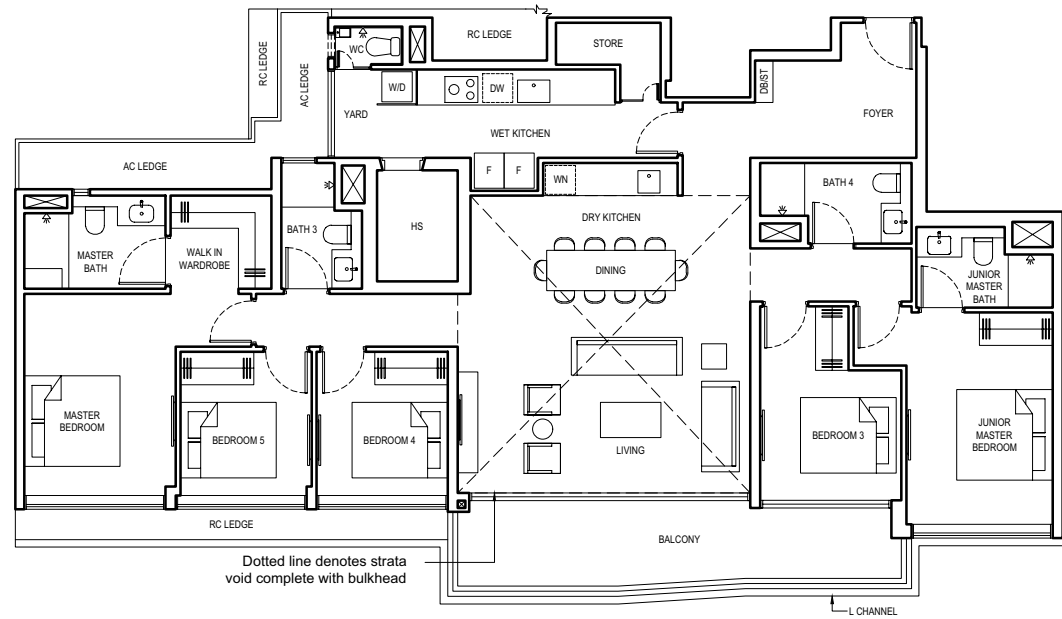 RC LEDGE
STORE
WC
RC LEDGE
AC LEDGE
W/D
DW
DB/ST
YARD
FOYER
WET KITCHEN
AC LEDGE
F
F
WN
BATH 4
DRY KITCHEN
HS
BATH 3
MASTER
BATH
WALK IN
WARDROBE
DINING
JUNIOR
MASTER
BATH
MASTER
BEDROOM
BEDROOM 5
BEDROOM 4
LIVING
BEDROOM 3
JUNIOR
MASTER
BEDROOM
RC LEDGE
BALCONY
Dotted line denotes strata
void complete with bulkhead
L CHANNEL